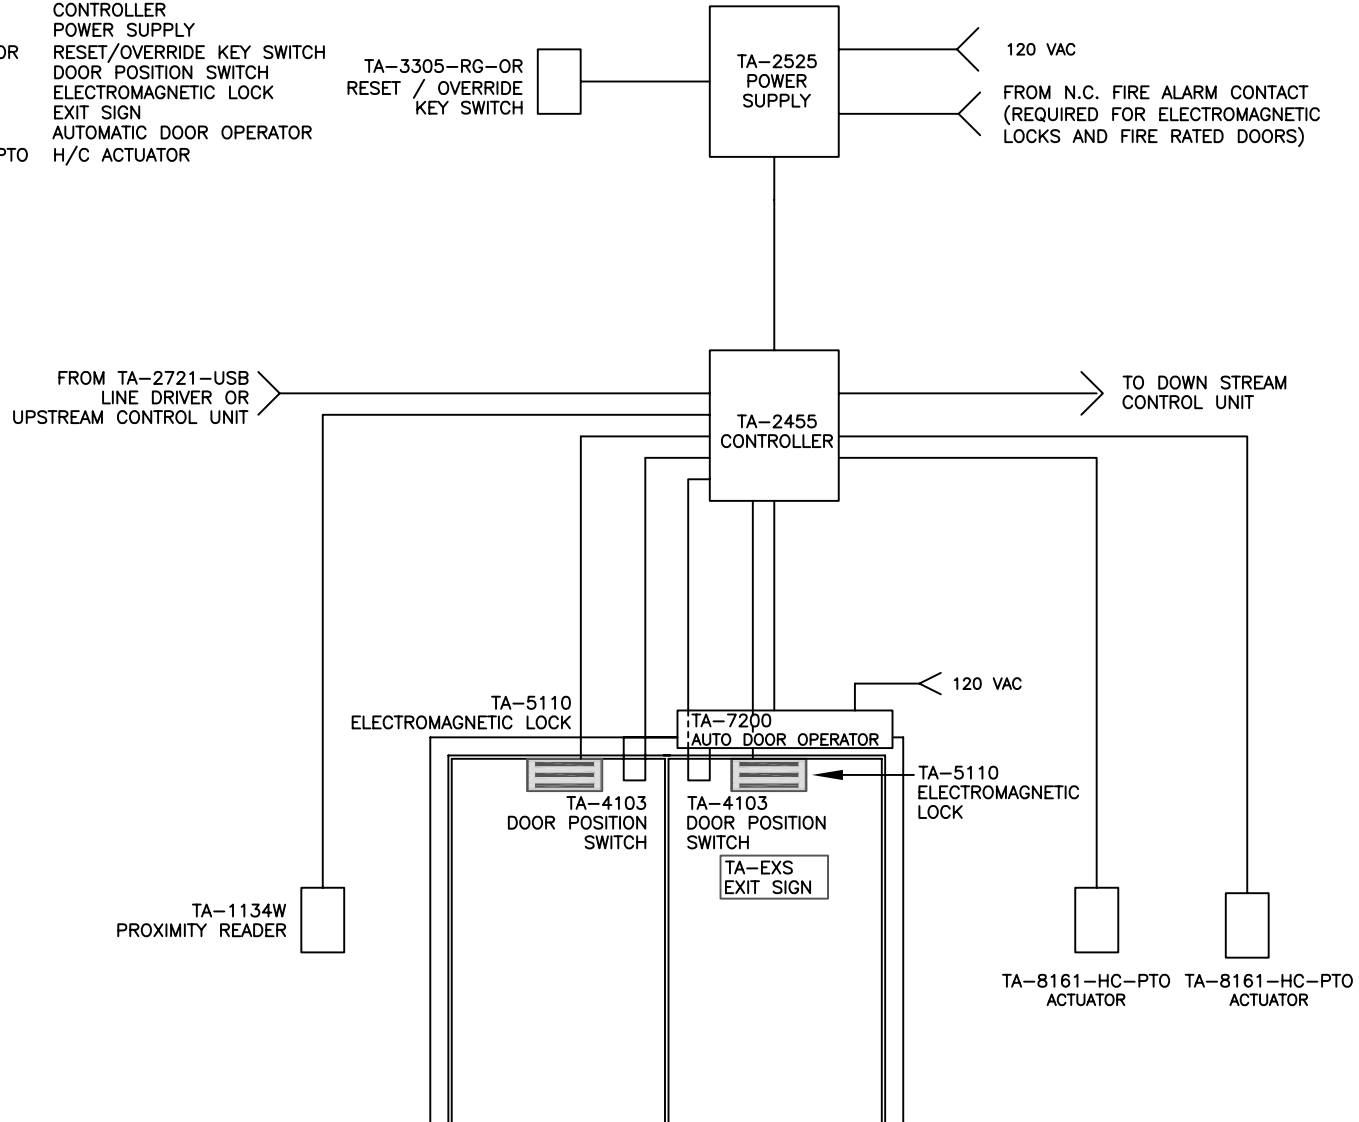 CONTROLLER
POWER SUPPLY
OR RESET/OVERRIDE KEY SWITCH
DOOR POSITION SWITCH
ELECTROMAGNETIC LOCK
EXIT SIGN
AUTOMATIC DOOR OPERATOR
PTO H/C ACTUATOR
TA-3305-RG-OR
RESET / OVERRIDE
KEY SWITCH
TA-2525
POWER
SUPPLY
120 VAC
FROM N.C. FIRE ALARM CONTACT
(REQUIRED FOR ELECTROMAGNETIC
LOCKS AND FIRE RATED DOORS)
FROM TA-2721-USB
LINE DRIVER OR
UPSTREAM CONTROL UNIT
TA-2455
CONTROLLER
TO DOWN STREAM
CONTROL UNIT
120 VAC
TA-5110
ELECTROMAGNETIC LOCK
TA-7200
AUTO DOOR OPERATOR
TA-5110
ELECTROMAGNETIC
LOCK
TA-4103
DOOR POSITION
SWITCH
TA-4103
DOOR POSITION
SWITCH
TA-EXS
EXIT SIGN
TA-1134W
PROXIMITY READER
TA-8161-HC-PTO
ACTUATOR
TA-8161-HC-PTO
ACTUATOR